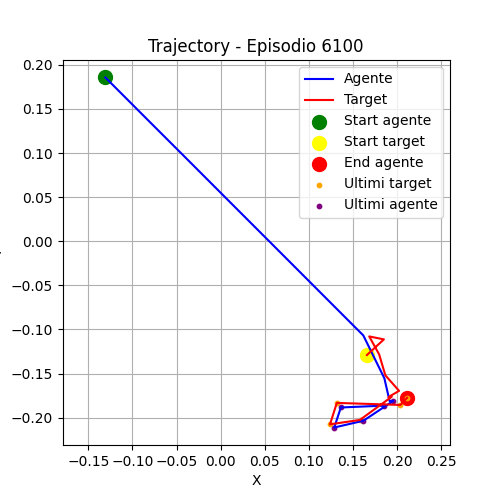 Trajectory - Episodio 6100
Agente
Target
Start agente
Start target
End agente
Ultimi target
Ultimi agente
0.20
0.15
0.10
0.05
0.00
−0.05
−0.10
−0.15
−0.20
−0.15 −0.10 −0.05 0.00 0.05 0.10 0.15 0.20 0.25
X